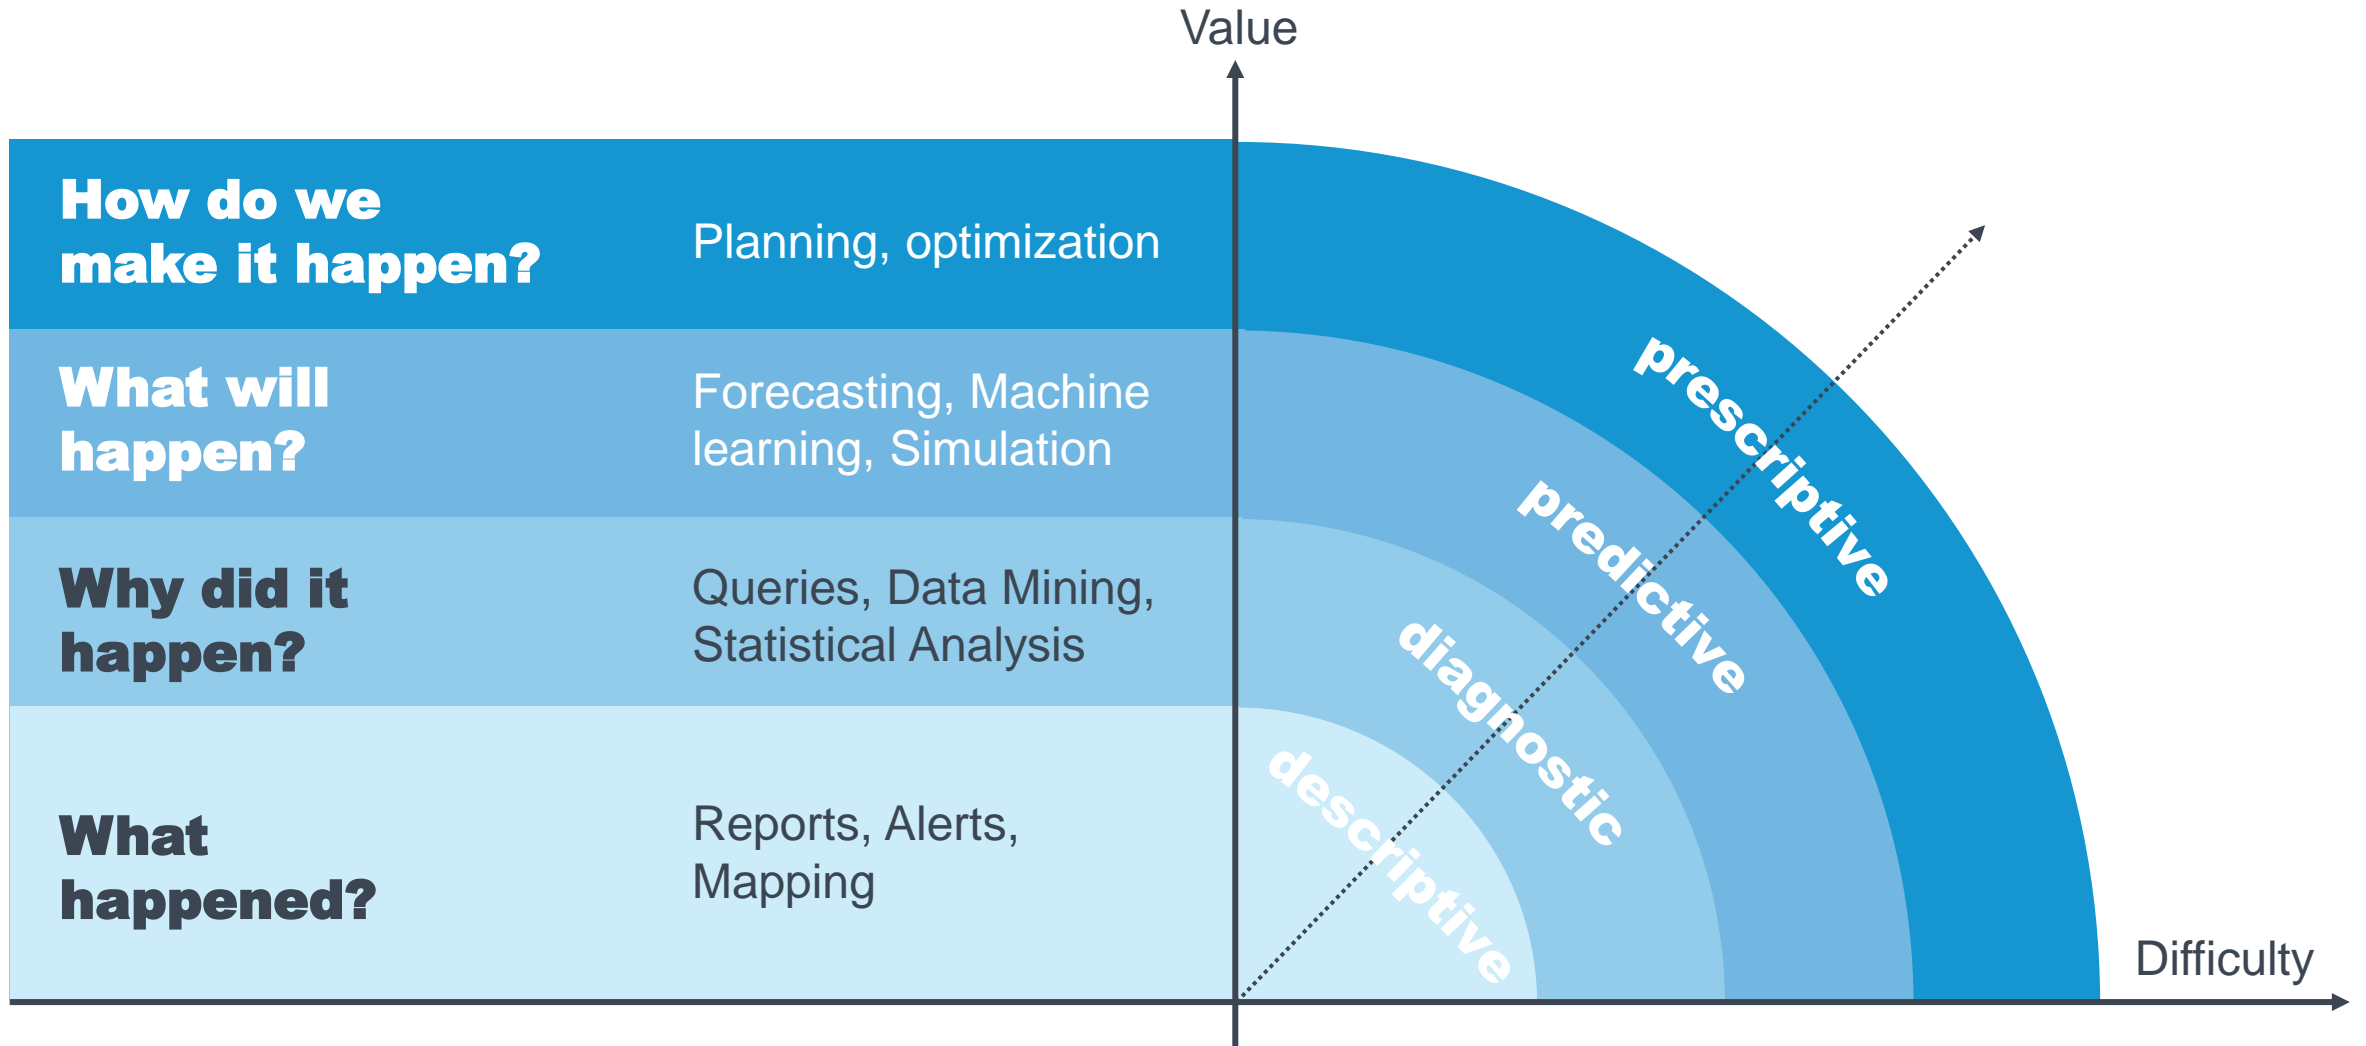 Value
How do we
make it happen?
Planning, optimization
What will
happen?
Forecasting, Machine
learning, Simulation
Why did it
happen?
Queries, Data Mining,
Statistical Analysis
What
happened?
Reports, Alerts,
Mapping
prescriptive
predictive
diagnostic
descriptive
Difficulty